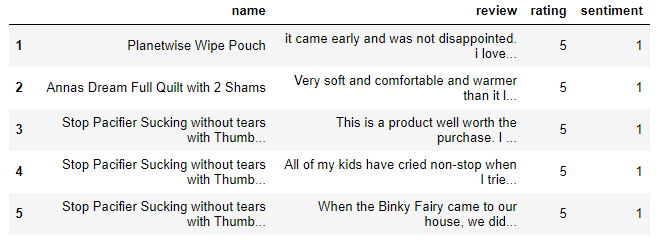 name review rating sentiment
1 Planetwise Wipe Pouch it came early and was not disappointed. i love... 5 1
2 Annas Dream Full Quilt with 2 Shams Very soft and comfortable and warmer than it l... 5 1
3 Stop Pacifier Sucking without tears with Thumb... This is a product well worth the purchase. I ... 5 1
4 Stop Pacifier Sucking without tears with Thumb... All of my kids have cried non-stop when I trie... 5 1
5 Stop Pacifier Sucking without tears with Thumb... When the Binky Fairy came to our house, we did... 5 1